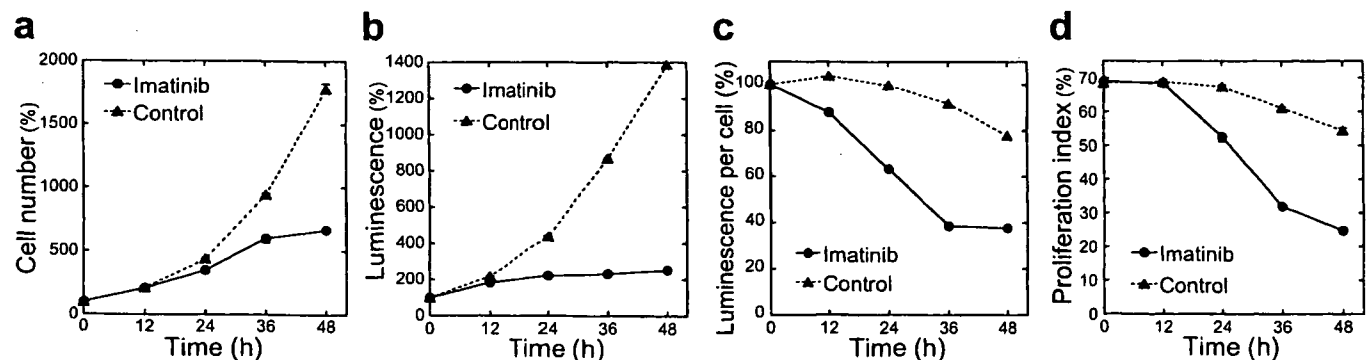 a
Cell number (%)
2000
1500
1000
500
0
Imatinib
Control
0 12 24 36 48
Time (h)
b
Luminescence (%)
1400
1200
1000
800
600
400
200
0
Imatinib
Control
0 12 24 36 48
Time (h)
c
Luminescence per cell (%)
100
80
60
40
20
0
Imatinib
Control
0 12 24 36 48
Time (h)
d
Proliferation index (%)
70
60
50
40
30
20
10
0
Imatinib
Control
0 12 24 36 48
Time (h)